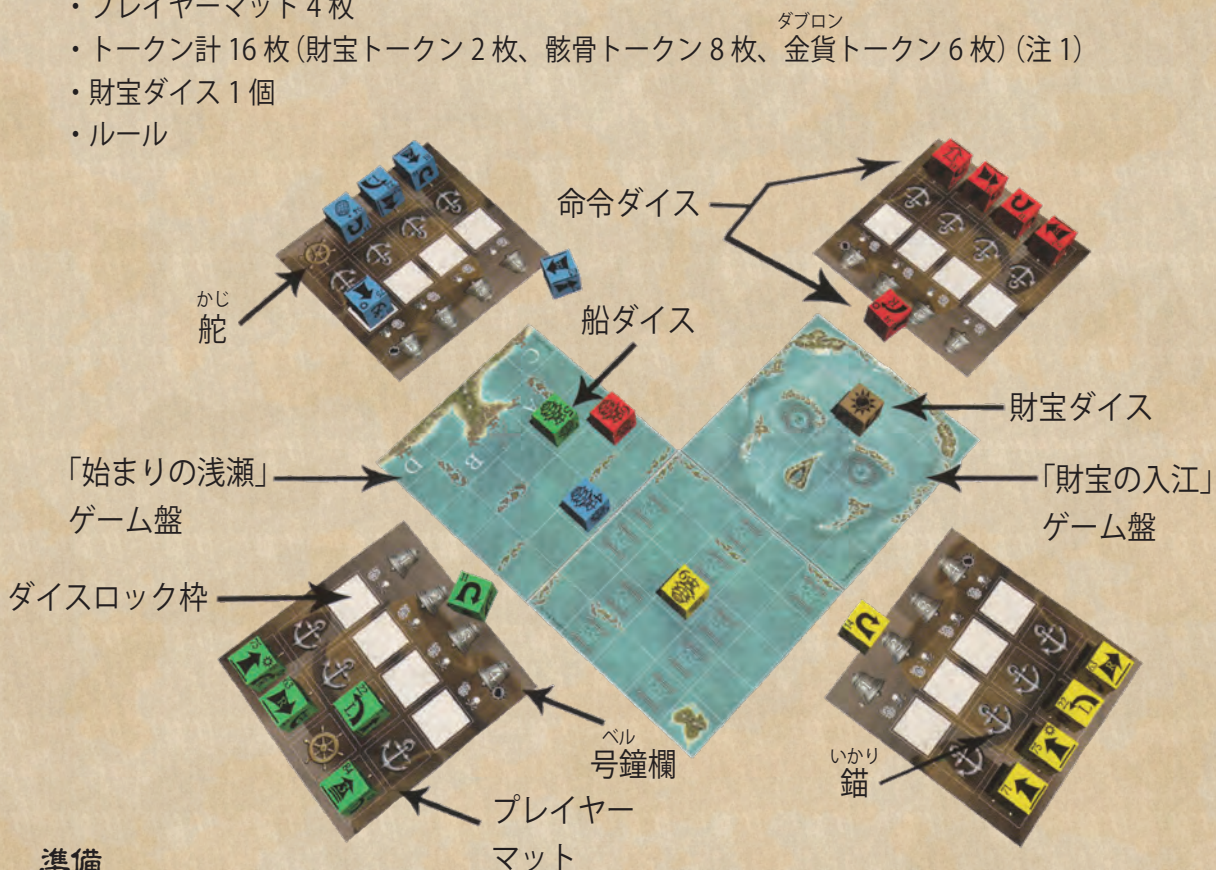 ・プレイヤーマット 4 枚
・トークン計 16 枚 (財宝トークン 2 枚、骸骨トークン 8 枚、金貨トークン 6 枚) (注 1)
ダブロン
・財宝ダイス 1 個
・ルール
命令ダイス
かじ
舵
船ダイス
財宝ダイス
「始まりの浅瀬」
ゲーム盤
「財宝の入江」
ゲーム盤
ダイスロック枠
ベル
号鐘欄
いかり
錨
プレイヤー
マット
準備
C
A
B
D